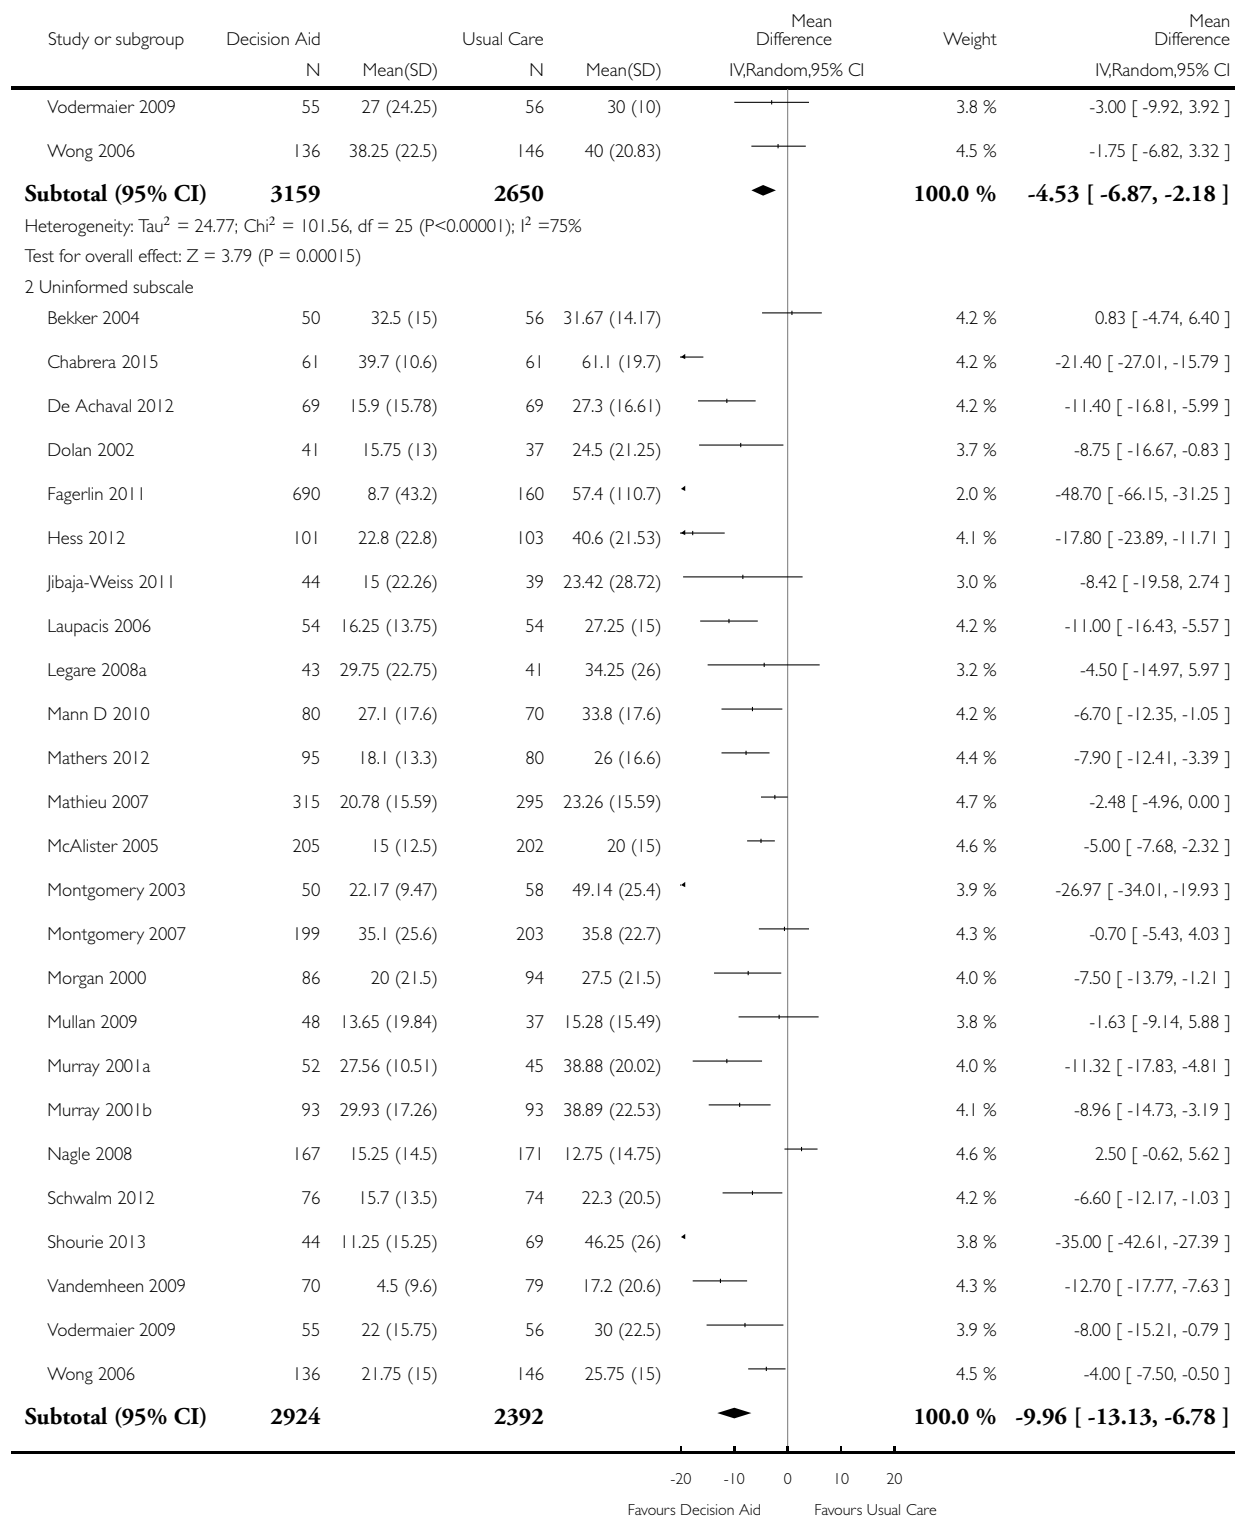 Mean Mean
Study or subgroup Decision Aid Usual Care Difference Weight Difference
N Mean(SD) N Mean(SD) IV,Random,95% CI IV,Random,95% CI
Vodermaier 2009 55 27 (24.25) 56 30 (10) 3.8 % -3.00 [ -9.92, 3.92 ]
Wong 2006 136 38.25 (22.5) 146 40 (20.83) 4.5 % -1.75 [ -6.82, 3.32 ]
Subtotal (95% CI) 3159 2650 100.0 % -4.53 [ -6.87, -2.18 ]
Heterogeneity: Tau² = 24.77; Chi² = 101.56, df = 25 (P<0.00001); I² =75%
Test for overall effect: Z = 3.79 (P = 0.00015)
2 Uninformed subscale
Bekker 2004 50 32.5 (15) 56 31.67 (14.17) 4.2 % 0.83 [ -4.74, 6.40 ]
Chabrera 2015 61 39.7 (10.6) 61 61.1 (19.7) 4.2 % -21.40 [ -27.01, -15.79 ]
De Achaval 2012 69 15.9 (15.78) 69 27.3 (16.61) 4.2 % -11.40 [ -16.81, -5.99 ]
Dolan 2002 41 15.75 (13) 37 24.5 (21.25) 3.7 % -8.75 [ -16.67, -0.83 ]
Fagerlin 2011 690 8.7 (43.2) 160 57.4 (110.7) 2.0 % -48.70 [ -66.15, -31.25 ]
Hess 2012 101 22.8 (22.8) 103 40.6 (21.53) 4.1 % -17.80 [ -23.89, -11.71 ]
Jibaja-Weiss 2011 44 15 (22.26) 39 23.42 (28.72) 3.0 % -8.42 [ -19.58, 2.74 ]
Laupacis 2006 54 16.25 (13.75) 54 27.25 (15) 4.2 % -11.00 [ -16.43, -5.57 ]
Legare 2008a 43 29.75 (22.75) 41 34.25 (26) 3.2 % -4.50 [ -14.97, 5.97 ]
Mann D 2010 80 27.1 (17.6) 70 33.8 (17.6) 4.2 % -6.70 [ -12.35, -1.05 ]
Mathers 2012 95 18.1 (13.3) 80 26 (16.6) 4.4 % -7.90 [ -12.41, -3.39 ]
Mathieu 2007 315 20.78 (15.59) 295 23.26 (15.59) 4.7 % -2.48 [ -4.96, 0.00 ]
McAlister 2005 205 15 (12.5) 202 20 (15) 4.6 % -5.00 [ -7.68, -2.32 ]
Montgomery 2003 50 22.17 (9.47) 58 49.14 (25.4) 3.9 % -26.97 [ -34.01, -19.93 ]
Montgomery 2007 199 35.1 (25.6) 203 35.8 (22.7) 4.3 % -0.70 [ -5.43, 4.03 ]
Morgan 2000 86 20 (21.5) 94 27.5 (21.5) 4.0 % -7.50 [ -13.79, -1.21 ]
Mullan 2009 48 13.65 (19.84) 37 15.28 (15.49) 3.8 % -1.63 [ -9.14, 5.88 ]
Murray 2001a 52 27.56 (10.51) 45 38.88 (20.02) 4.0 % -11.32 [ -17.83, -4.81 ]
Murray 2001b 93 29.93 (17.26) 93 38.89 (22.53) 4.1 % -8.96 [ -14.73, -3.19 ]
Nagle 2008 167 15.25 (14.5) 171 12.75 (14.75) 4.6 % 2.50 [ -0.62, 5.62 ]
Schwalm 2012 76 15.7 (13.5) 74 22.3 (20.5) 4.2 % -6.60 [ -12.17, -1.03 ]
Shourie 2013 44 11.25 (15.25) 69 46.25 (26) 3.8 % -35.00 [ -42.61, -27.39 ]
Vandemheen 2009 70 4.5 (9.6) 79 17.2 (20.6) 4.3 % -12.70 [ -17.77, -7.63 ]
Vodermaier 2009 55 22 (15.75) 56 30 (22.5) 3.9 % -8.00 [ -15.21, -0.79 ]
Wong 2006 136 21.75 (15) 146 25.75 (15) 4.5 % -4.00 [ -7.50, -0.50 ]
Subtotal (95% CI) 2924 2392 100.0 % -9.96 [ -13.13, -6.78 ]
-20 -10 0 10 20
Favours Decision Aid Favours Usual Care